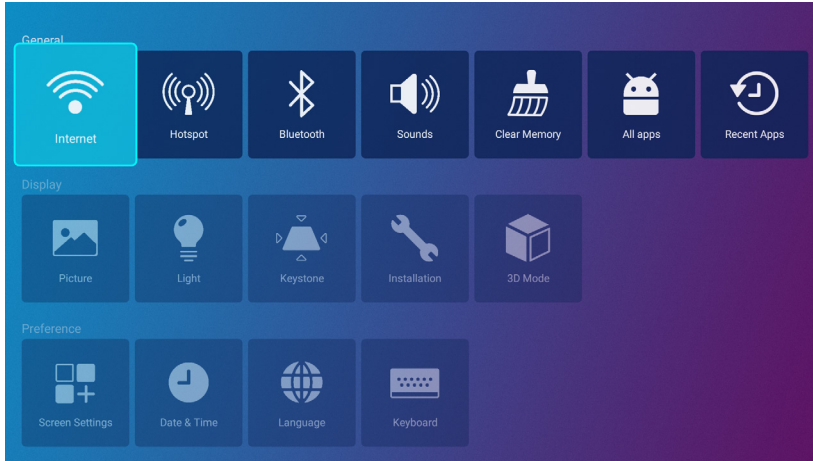 General
Internet
Hotspot
Bluetooth
Sounds
Clear Memory
All apps
Recent Apps
Display
Picture
Light
Keystone
Installation
3D Mode
Preference
Screen Settings
Date & Time
Language
Keyboard